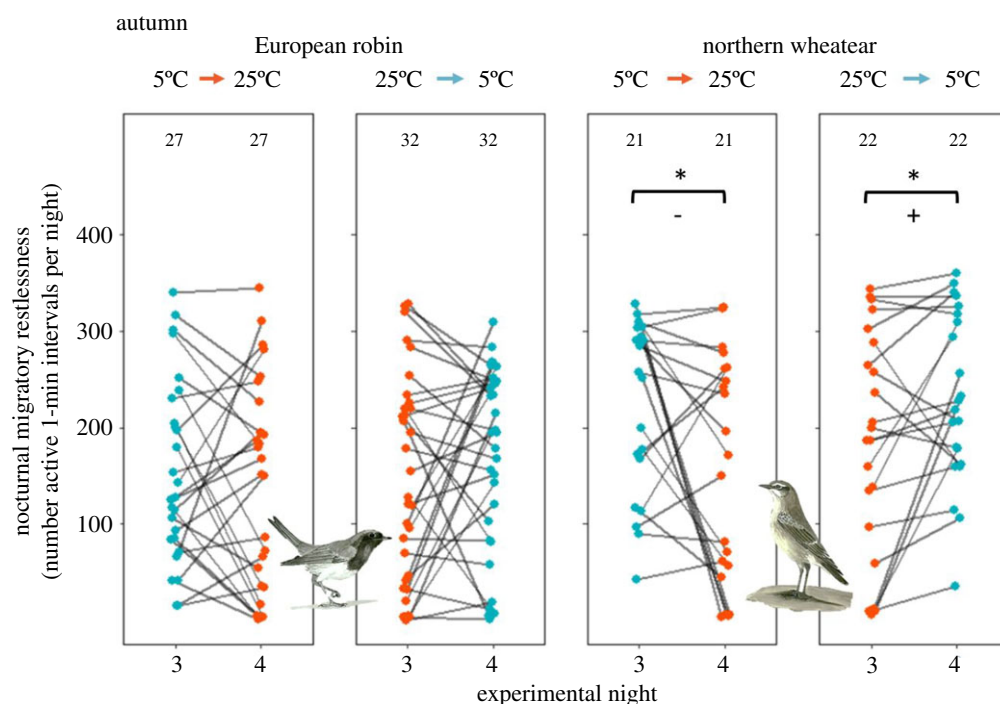 autumn
European robin
northern wheatear
5ºC → 25ºC
25ºC → 5ºC
5ºC → 25ºC
25ºC → 5ºC
27 27
32 32
21 21
22 22
*
-
*
+
nocturnal migratory restlessness
(number active 1-min intervals per night)
400
300
200
100
3 4
3 4
3 4
3 4
experimental night